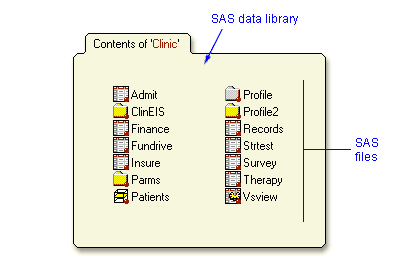 SAS data library
Contents of 'Clinic'
Admit
ClinEIS
Finance
Fundrive
Insure
Parms
Patients
Profile
Profile2
Records
Strtest
Survey
Therapy
Vsview
SAS
files